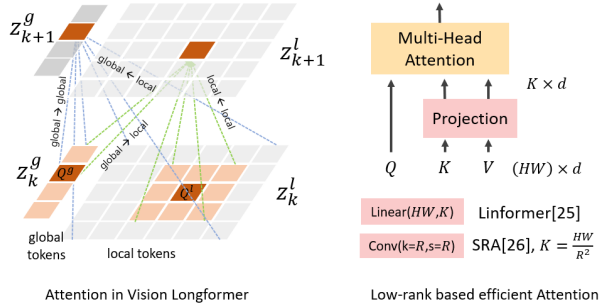 Z^g_{k+1}
Z^l_{k+1}
global → global
global ← local
local ← local
global → local
Z^g_k
Q^g
Q^l
Z^l_k
global
tokens
local tokens
Attention in Vision Longformer
Multi-Head
Attention
K × d
Projection
Q K V (HW) × d
Linear(HW,K) Linformer[25]
Conv(k=R,s=R) SRA[26], K = HW/R^2
Low-rank based efficient Attention